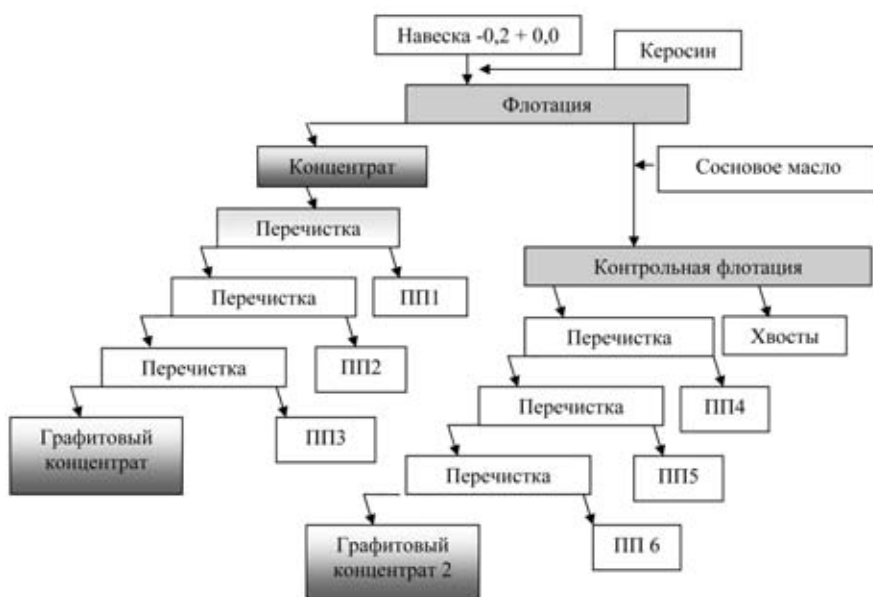 Навеска -0,2 + 0,0
Керосин
Флотация
Концентрат
Сосновое масло
Перечистка
Контрольная флотация
Перечистка
ПП1
Перечистка
Хвосты
Перечистка
ПП2
Перечистка
ПП4
Графитовый
концентрат
ПП3
Перечистка
ПП5
Графитовый
концентрат 2
ПП 6